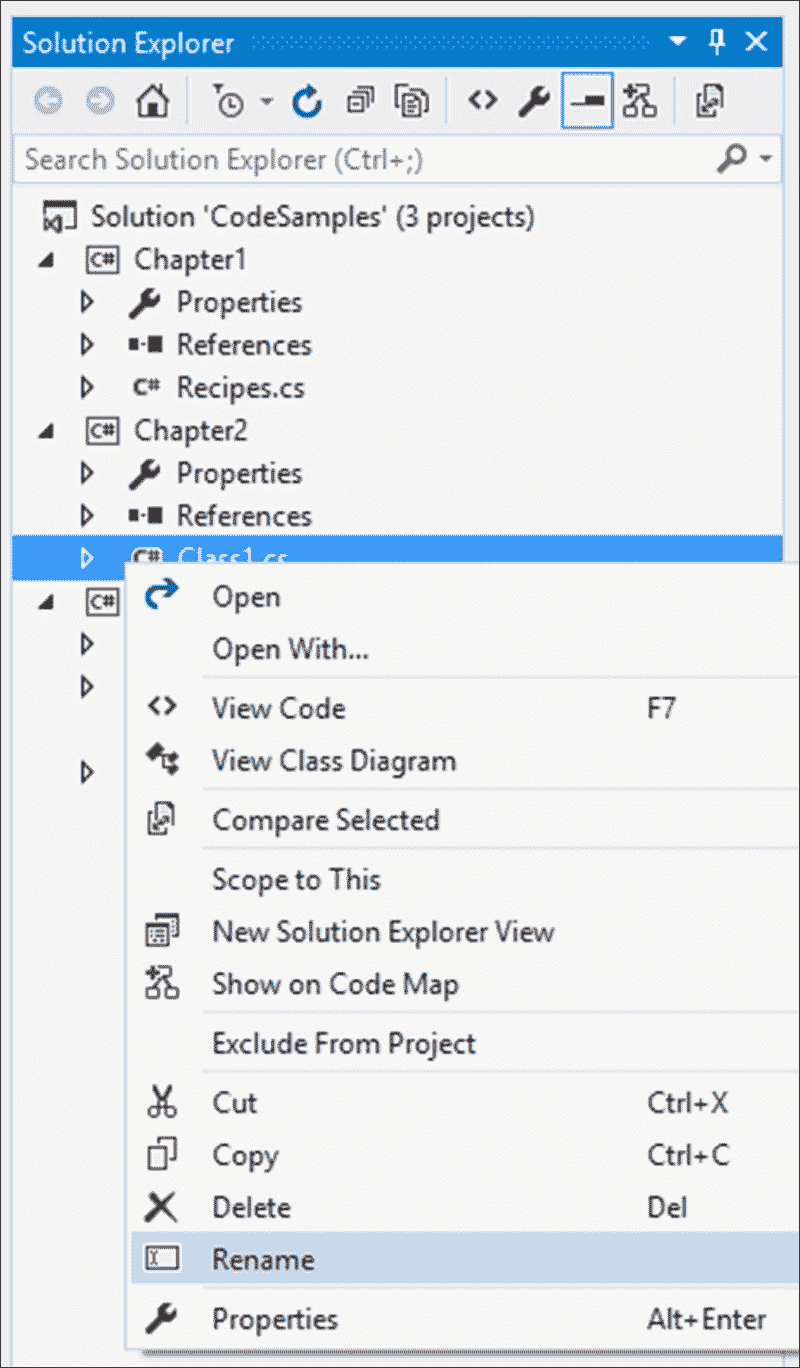 Solution Explorer
Search Solution Explorer (Ctrl+;)
Solution 'CodeSamples' (3 projects)
C# Chapter1
Properties
References
C# Recipes.cs
C# Chapter2
Properties
References
C# Class1.cs
C#
Open
Open With...
View Code F7
View Class Diagram
Compare Selected
Scope to This
New Solution Explorer View
Show on Code Map
Exclude From Project
Cut Ctrl+X
Copy Ctrl+C
Delete Del
Rename
Properties Alt+Enter